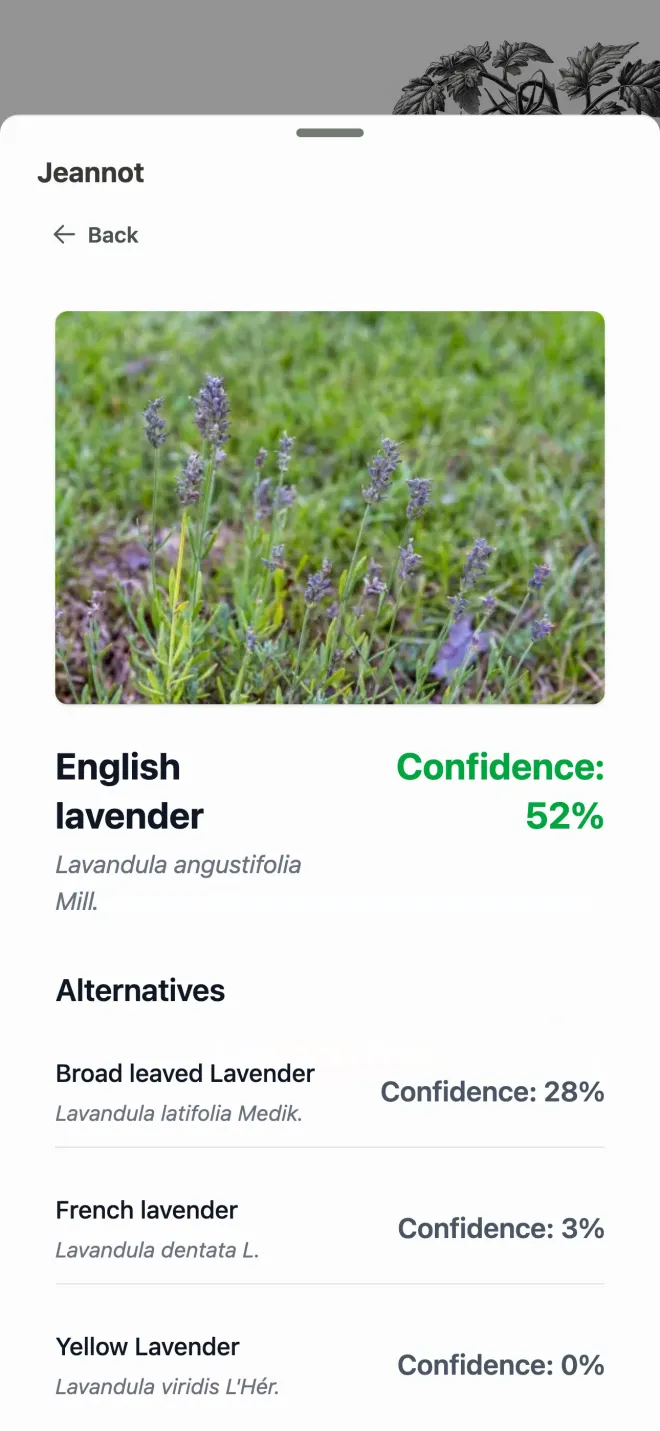 Jeannot
← Back
English
lavender
Confidence:
52%
Lavandula angustifolia
Mill.
Alternatives
Broad leaved Lavender
Lavandula latifolia Medik.
Confidence: 28%
French lavender
Lavandula dentata L.
Confidence: 3%
Yellow Lavender
Lavandula viridis L'Hér.
Confidence: 0%